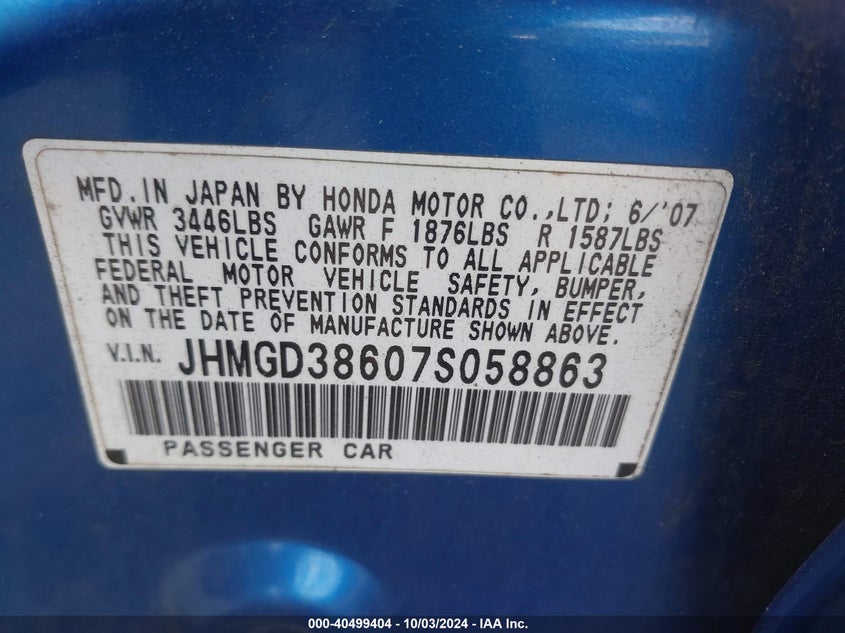 MFD.IN JAPAN BY HONDA MOTOR CO.,LTD; 6/'07
GVWR 3446LBS GAWR F 1876LBS R 1587LBS
THIS VEHICLE CONFORMS TO ALL APPLICABLE
FEDERAL MOTOR VEHICLE SAFETY, BUMPER,
AND THEFT PREVENTION STANDARDS IN EFFECT
ON THE DATE OF MANUFACTURE SHOWN ABOVE.
V.I.N. JHMGD38607S058863
PASSENGER CAR
000-40499404 - 10/03/2024 - IAA Inc.